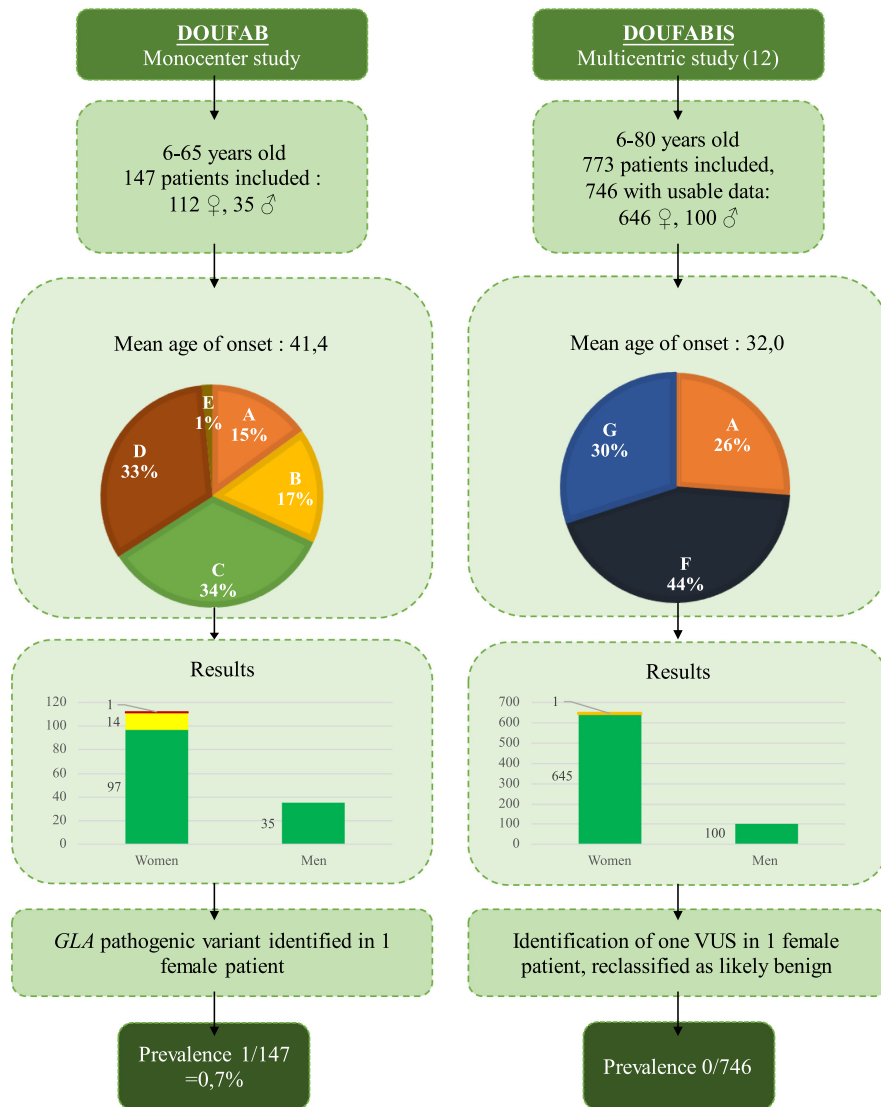 DOUFAB
Monocenter study
6-65 years old
147 patients included :
112 ♀, 35 ♂
Mean age of onset : 41,4
E
1%
A
15%
B
17%
C
34%
D
33%
Results
120
100
80
60
40
20
0
1
14
97
35
Women
Men
GLA pathogenic variant identified in 1
female patient
Prevalence 1/147
=0,7%
DOUFABIS
Multicentric study (12)
6-80 years old
773 patients included,
746 with usable data:
646 ♀, 100 ♂
Mean age of onset : 32,0
A
26%
F
44%
G
30%
Results
700
600
500
400
300
200
100
0
1
645
100
Women
Men
Identification of one VUS in 1 female
patient, reclassified as likely benign
Prevalence 0/746